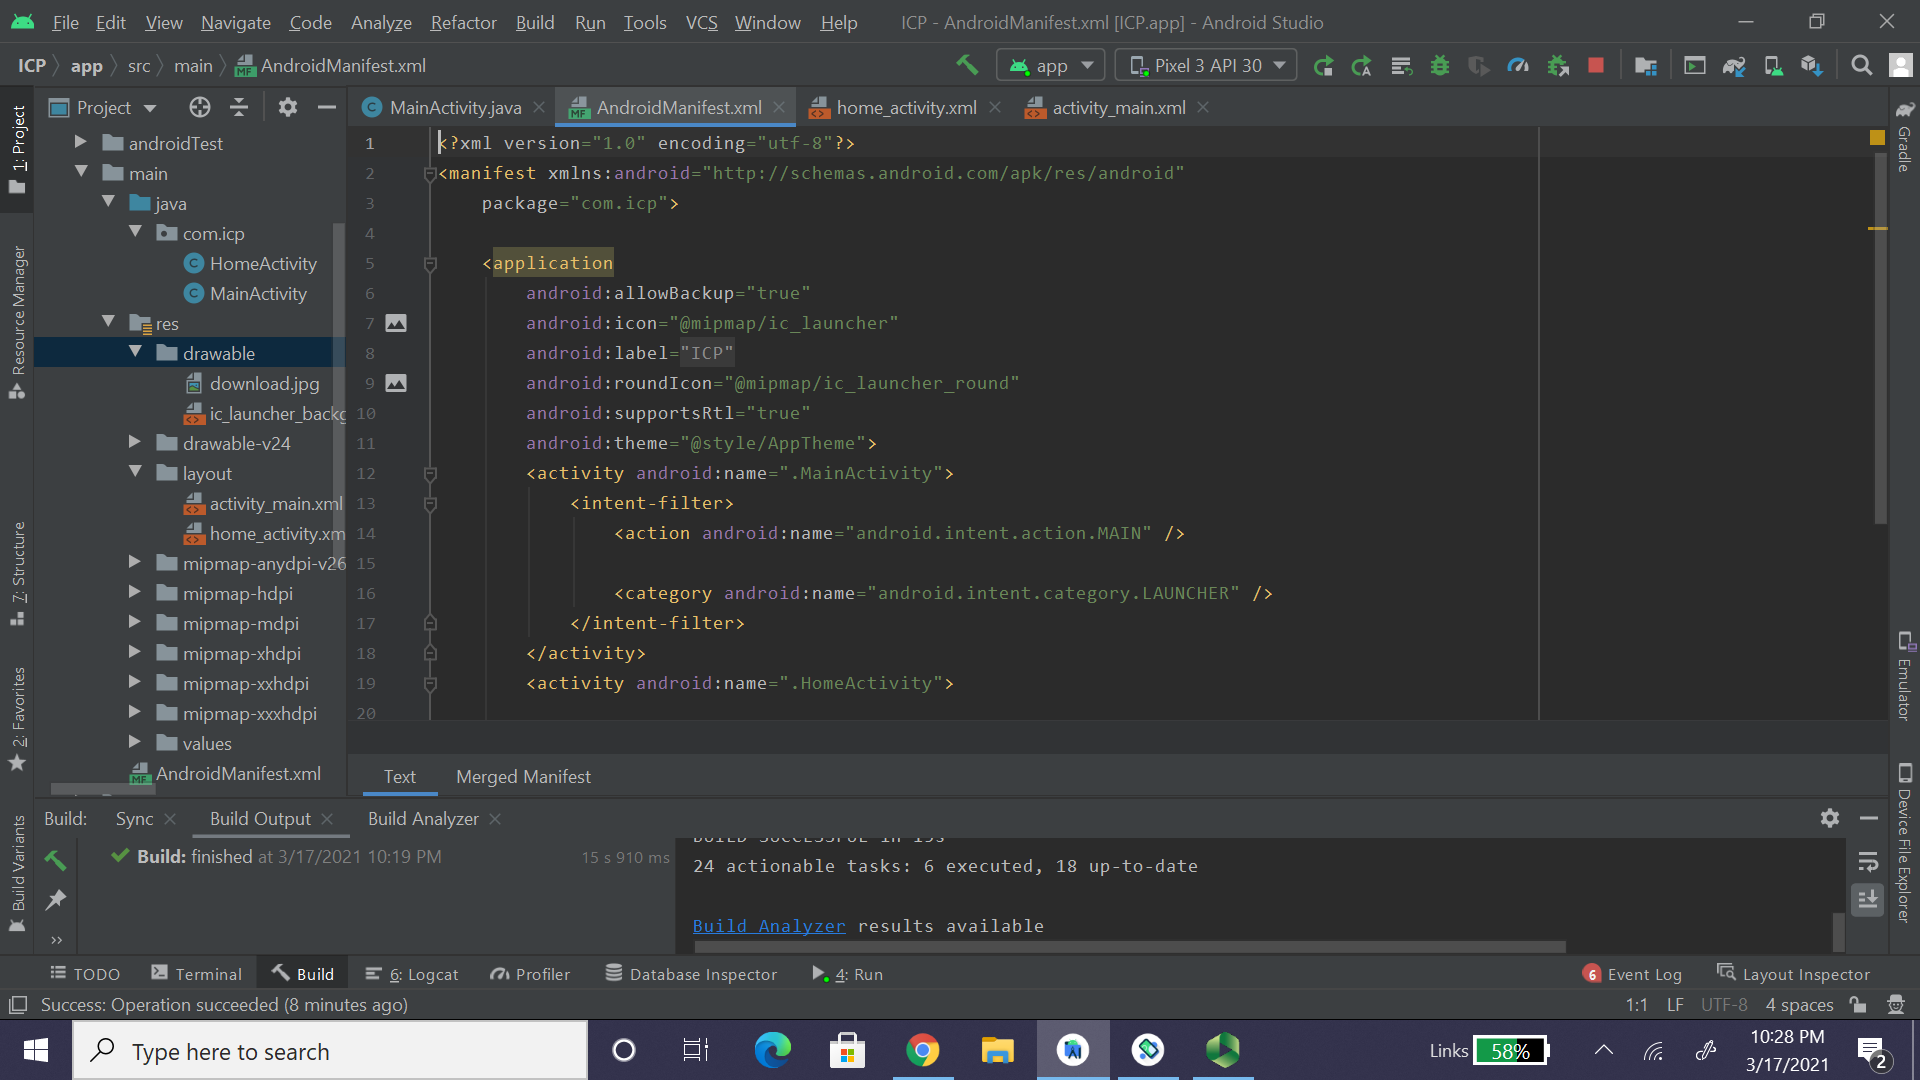 File Edit View Navigate Code Analyze Refactor Build Run Tools VCS Window Help ICP - AndroidManifest.xml [ICP.app] - Android Studio
ICP app src main AndroidManifest.xml app Pixel 3 API 30
Project MainActivity.java AndroidManifest.xml home_activity.xml activity_main.xml
1: Project
Resource Manager
7: Structure
2: Favorites
Build Variants
androidTest
main
java
com.icp
HomeActivity
MainActivity
res
drawable
download.jpg
ic_launcher_backg
drawable-v24
layout
activity_main.xml
home_activity.xm
mipmap-anydpi-v26
mipmap-hdpi
mipmap-mdpi
mipmap-xhdpi
mipmap-xxhdpi
mipmap-xxxhdpi
values
AndroidManifest.xml
1 <?xml version="1.0" encoding="utf-8"?>
2 <manifest xmlns:android="http://schemas.android.com/apk/res/android"
3 package="com.icp">
4
5 <application
6 android:allowBackup="true"
7 android:icon="@mipmap/ic_launcher"
8 android:label="ICP"
9 android:roundIcon="@mipmap/ic_launcher_round"
10 android:supportsRtl="true"
11 android:theme="@style/AppTheme">
12 <activity android:name=".MainActivity">
13 <intent-filter>
14 <action android:name="android.intent.action.MAIN" />
15
16 <category android:name="android.intent.category.LAUNCHER" />
17 </intent-filter>
18 </activity>
19 <activity android:name=".HomeActivity">
20
Text Merged Manifest
Gradle
Emulator
Device File Explorer
Build: Sync Build Output Build Analyzer
Build: finished at 3/17/2021 10:19 PM 15 s 910 ms
BUILD SUCCESSFUL in 15s
24 actionable tasks: 6 executed, 18 up-to-date
Build Analyzer results available
TODO Terminal Build 6: Logcat Profiler Database Inspector 4: Run 6 Event Log Layout Inspector
Success: Operation succeeded (8 minutes ago) 1:1 LF UTF-8 4 spaces
Type here to search Links 58% 10:28 PM
3/17/2021
2